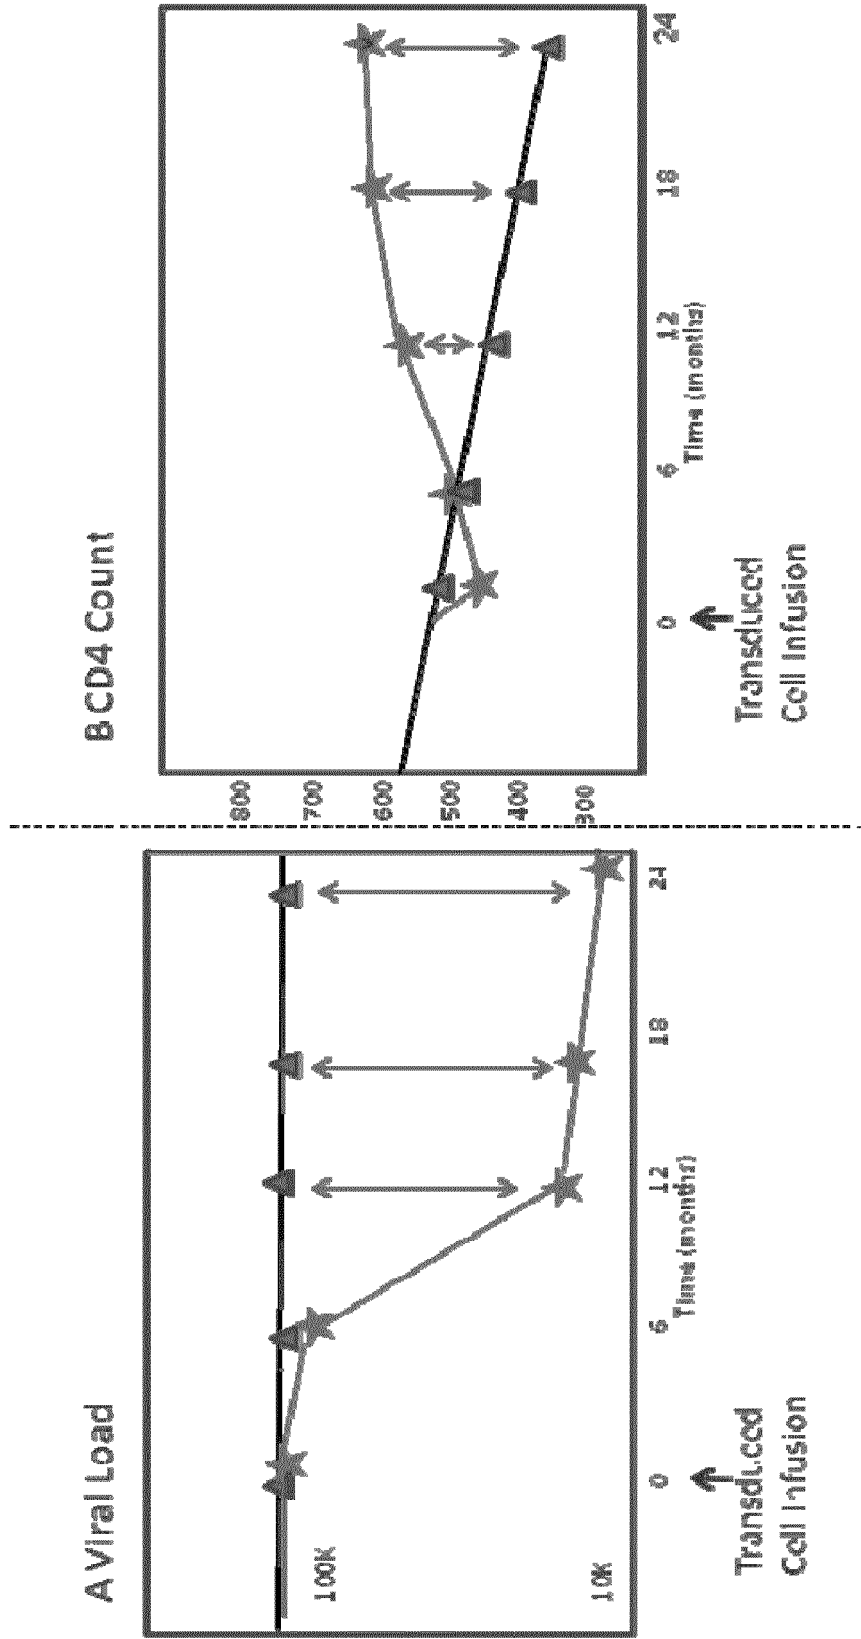 A Viral Load
100K
10K
0
6
12
18
24
Time (months)
Transduced
Cell Infusion
B CD4 Count
800
700
600
500
400
300
0
6
12
18
24
Time (months)
Transduced
Cell Infusion